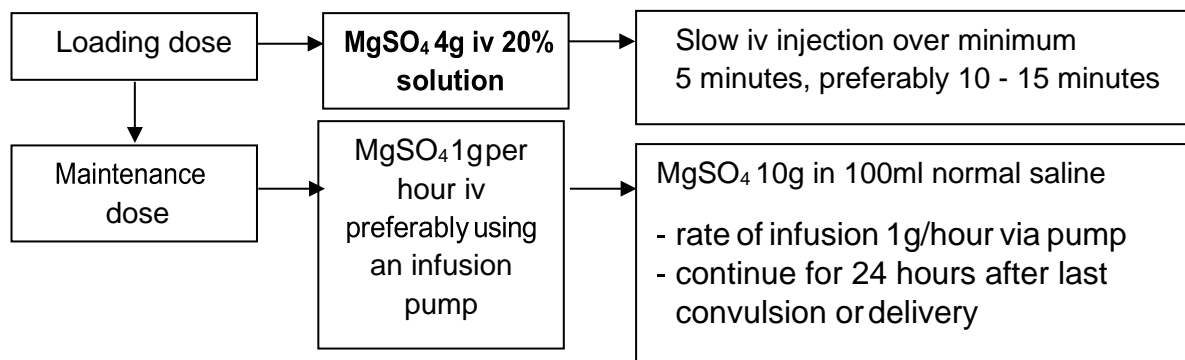 Loading dose
MgSO₄ 4g iv 20%
solution
Slow iv injection over minimum
5 minutes, preferably 10 - 15 minutes
Maintenance
dose
MgSO₄ 1g per
hour iv
preferably using
an infusion
pump
MgSO₄ 10g in 100ml normal saline
- rate of infusion 1g/hour via pump
- continue for 24 hours after last
convulsion or delivery